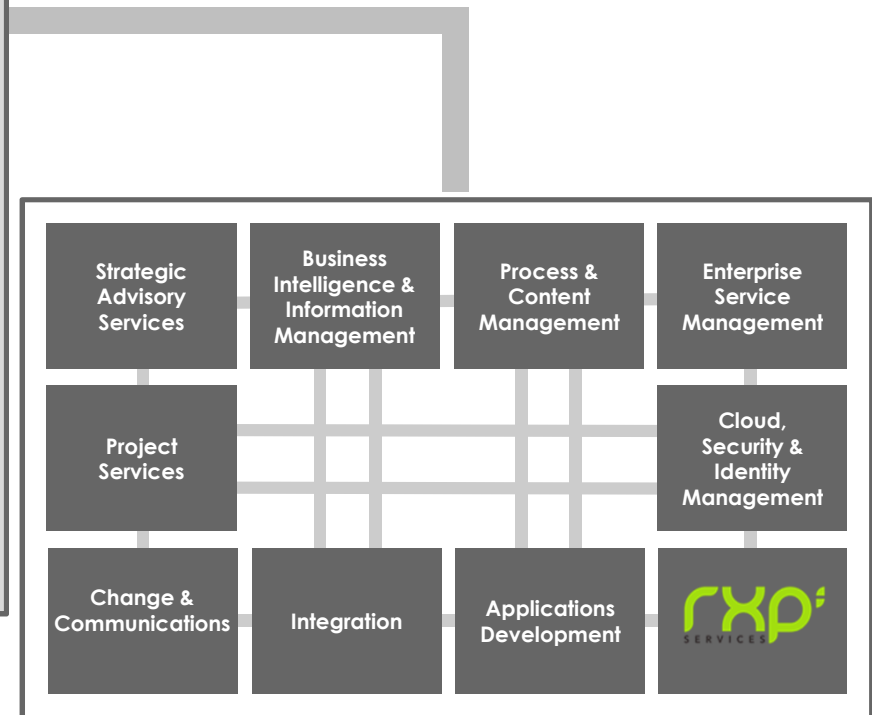 Strategic
Advisory
Services
Business
Intelligence &
Information
Management
Process &
Content
Management
Enterprise
Service
Management
Project
Services
Cloud,
Security &
Identity
Management
Change &
Communications
Integration
Applications
Development
rxp
SERVICES